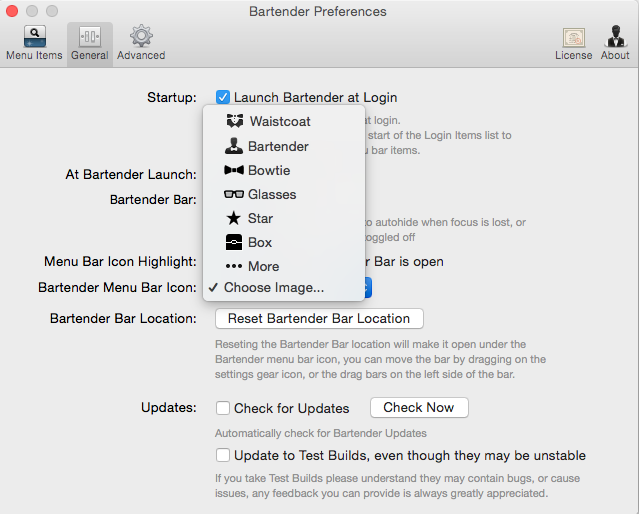 Bartender Preferences
Menu Items
General
Advanced
License
About
Startup:
Launch Bartender at Login
Waistcoat
at login.
start of the Login Items list to
Bartender
bar items.
Bowtie
At Bartender Launch:
Glasses
Bartender Bar:
Star
to autohide when focus is lost, or
toggled off
Box
Menu Bar Icon Highlight:
More
Bar is open
Bartender Menu Bar Icon:
Choose Image...
Bartender Bar Location:
Reset Bartender Bar Location
Reseting the Bartender Bar location will make it open under the
Bartender menu bar icon, you can move the bar by dragging on the
settings gear icon, or the drag bars on the left side of the bar.
Updates:
Check for Updates
Check Now
Automatically check for Bartender Updates
Update to Test Builds, even though they may be unstable
If you take Test Builds please understand they may contain bugs, or cause
issues, any feedback you can provide is always greatly appreciated.